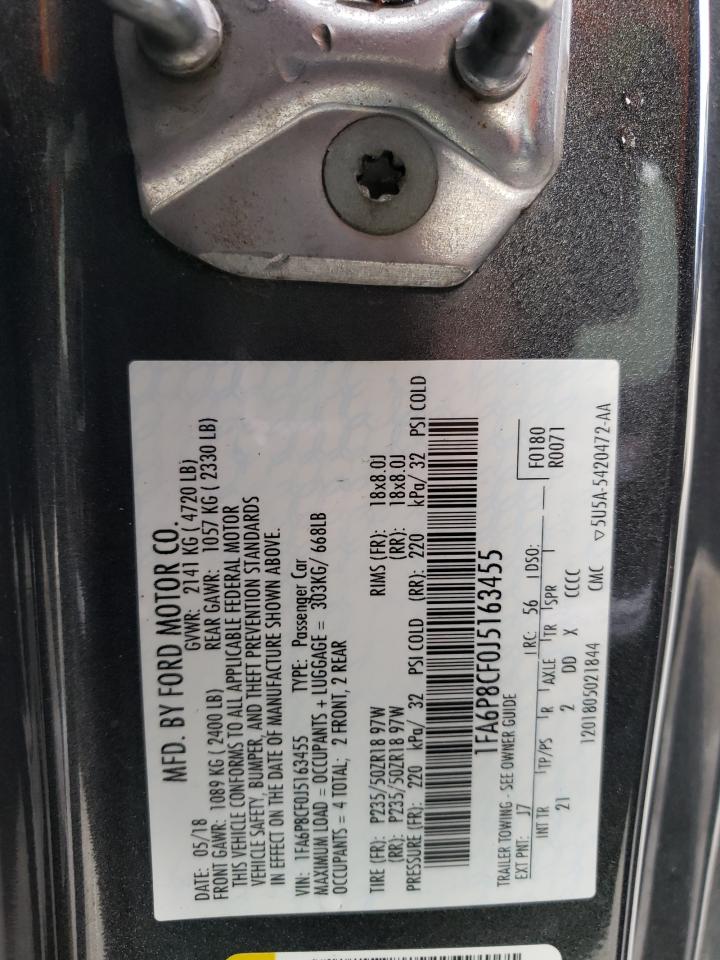 MFD. BY FORD MOTOR CO.
DATE: 05/18 GVWR: 2141 KG ( 4720 LB)
FRONT GAWR: 1089 KG ( 2400 LB) REAR GAWR: 1057 KG ( 2330 LB)
THIS VEHICLE CONFORMS TO ALL APPLICABLE FEDERAL MOTOR
VEHICLE SAFETY, BUMPER, AND THEFT PREVENTION STANDARDS
IN EFFECT ON THE DATE OF MANUFACTURE SHOWN ABOVE.
VIN: 1FA6P8CF0J5163455 TYPE: Passenger Car
MAXIMUM LOAD = OCCUPANTS + LUGGAGE = 303KG/ 668LB
OCCUPANTS = 4 TOTAL; 2 FRONT, 2 REAR
TIRE (FR): P235/50ZR18 97W RIMS (FR): 18x8.0J
(RR): P235/50ZR18 97W (RR): 18x8.0J
PRESSURE (FR): 220 kPa/ 32 PSI COLD (RR): 220 kPa/ 32 PSI COLD
1FA6P8CF0J5163455
TRAILER TOWING - SEE OWNER GUIDE
EXT PNT: J7 RC: 56 DSO: F0180
R0071
INT TR TP/PS R AXLE TR SPR
21 2 DD X CCCC
1201805021844 CMC ▽5U5A-5420472-AA